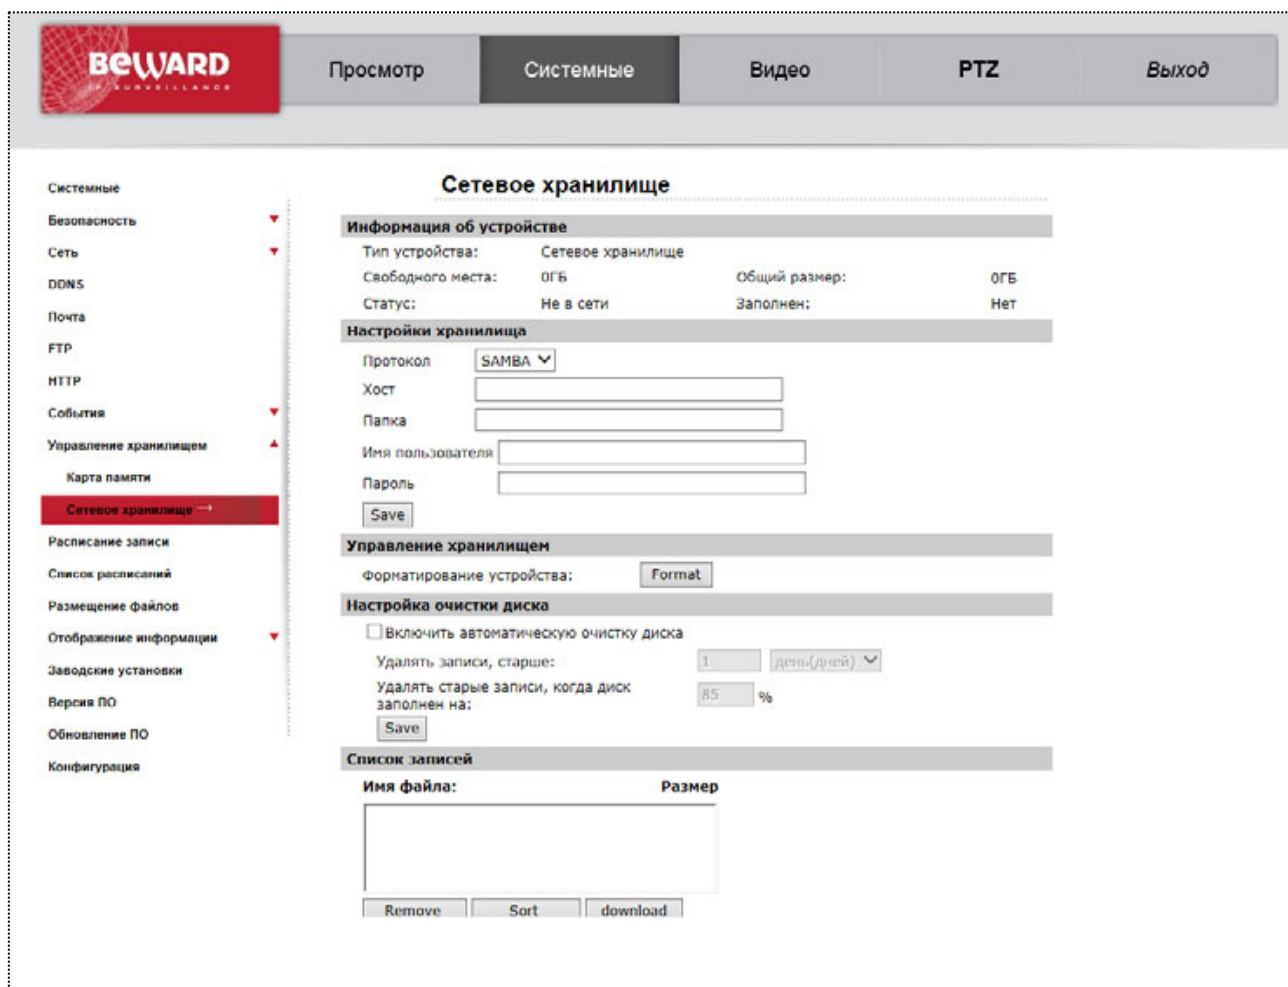 BEWARD
IP SURVEILLANCE
Просмотр Системные Видео PTZ Выход
Системные
Безопасность
Сеть
DDNS
Почта
FTP
HTTP
События
Управление хранилищем
Карта памяти
Сетевое хранилище →
Расписание записи
Список расписаний
Размещение файлов
Отображение информации
Заводские установки
Версия ПО
Обновление ПО
Конфигурация
Сетевое хранилище
Информация об устройстве
Тип устройства: Сетевое хранилище
Свободного места: 0ГБ Общий размер: 0ГБ
Статус: Не в сети Заполнен: Нет
Настройки хранилища
Протокол SAMBA
Хост
Папка
Имя пользователя
Пароль
Save
Управление хранилищем
Форматирование устройства: Format
Настройка очистки диска
Включить автоматическую очистку диска
Удалять записи, старше: 1 день(дней)
Удалять старые записи, когда диск
заполнен на: 85 %
Save
Список записей
Имя файла: Размер
Remove Sort download